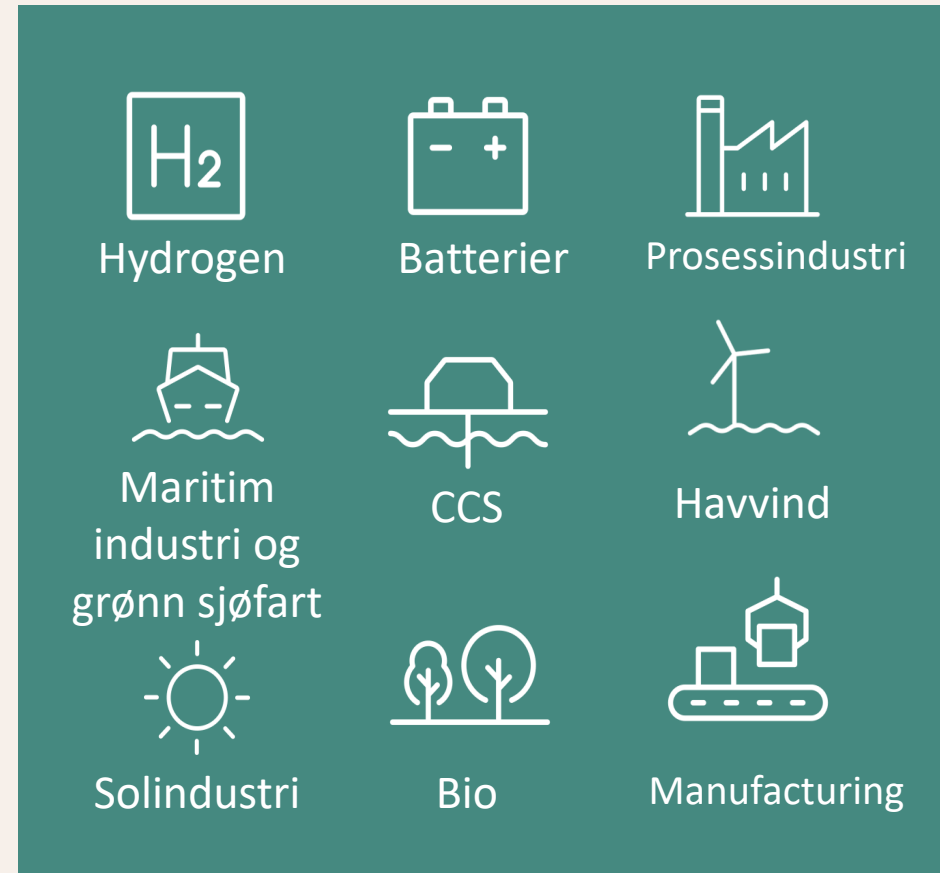 H2
Hydrogen
Batterier
Prosessindustri
Maritim
industri og
grønn sjøfart
CCS
Havvind
Solindustri
Bio
Manufacturing